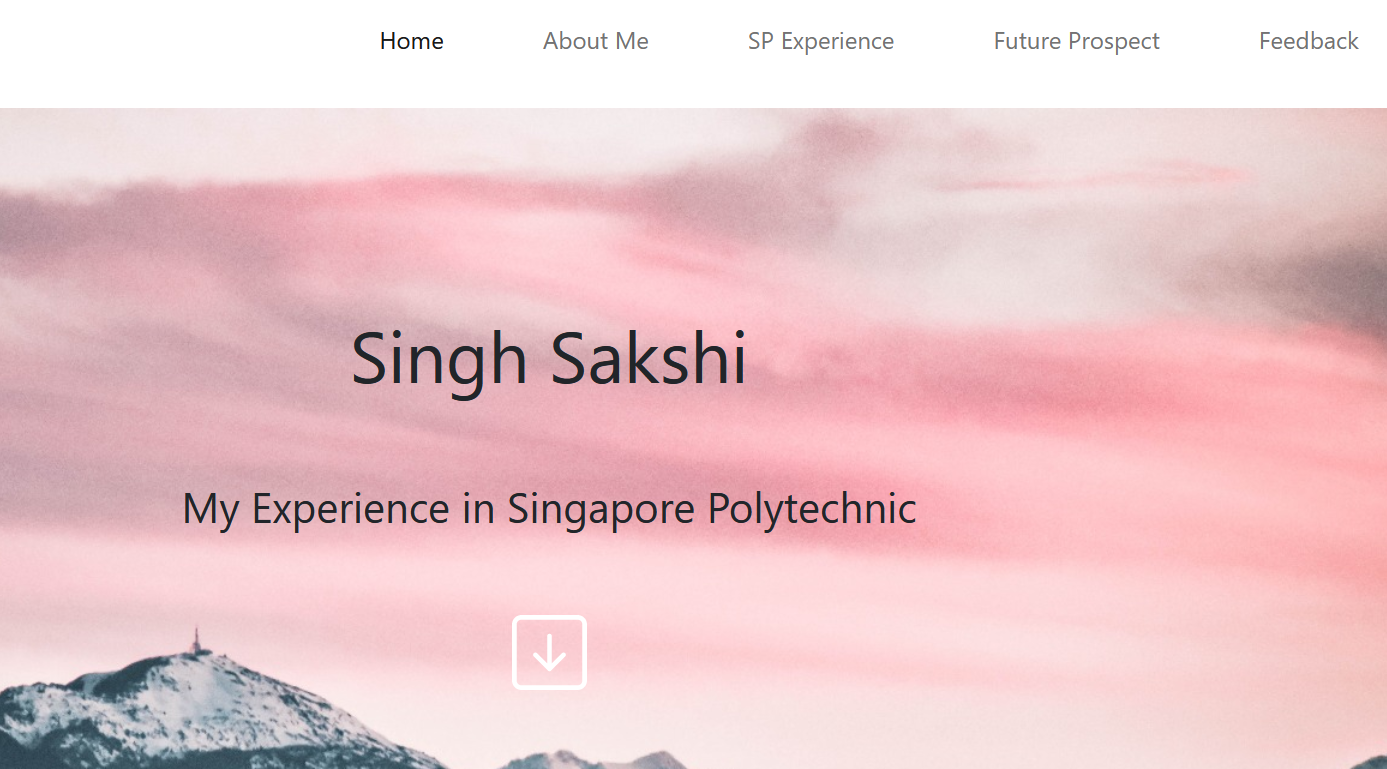 Home About Me SP Experience Future Prospect Feedback
Singh Sakshi
My Experience in Singapore Polytechnic